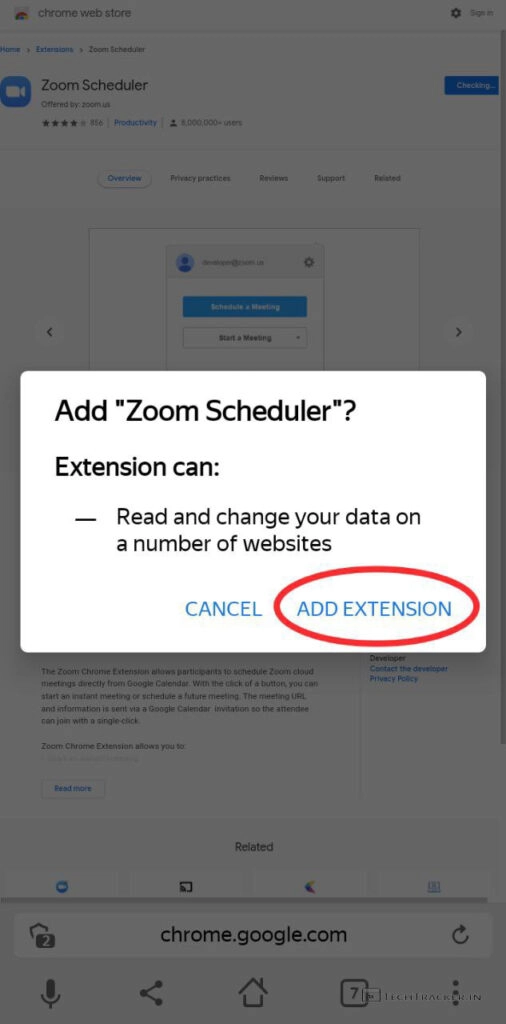 chrome web store
Sign in
Home > Extensions > Zoom Scheduler
Zoom Scheduler
Checking...
Offered by: zoom.us
856 | Productivity | 8,000,000+ users
Overview Privacy practices Reviews Support Related
developer@zoom.us
Schedule a Meeting
Start a Meeting
Add "Zoom Scheduler"?
Extension can:
— Read and change your data on
a number of websites
CANCEL ADD EXTENSION
The Zoom Chrome Extension allows participants to schedule Zoom cloud
meetings directly from Google Calendar. With the click of a button, you can
start an instant meeting or schedule a future meeting. The meeting URL
and information is sent via a Google Calendar invitation so the attendee
can join with a single-click.
Zoom Chrome Extension allows you to:
Read more
Developer
Contact the developer
Privacy Policy
Related
2
chrome.google.com
7
TechTracker.in